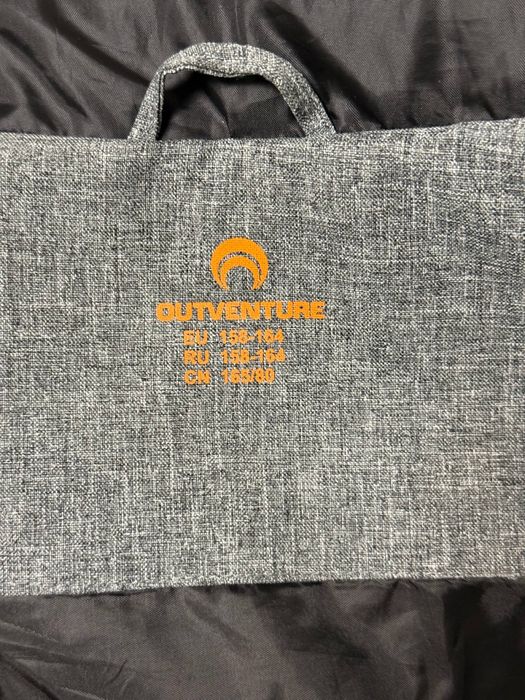 OUTVENTURE
EU 158-164
RU 158-164
CN 165/80